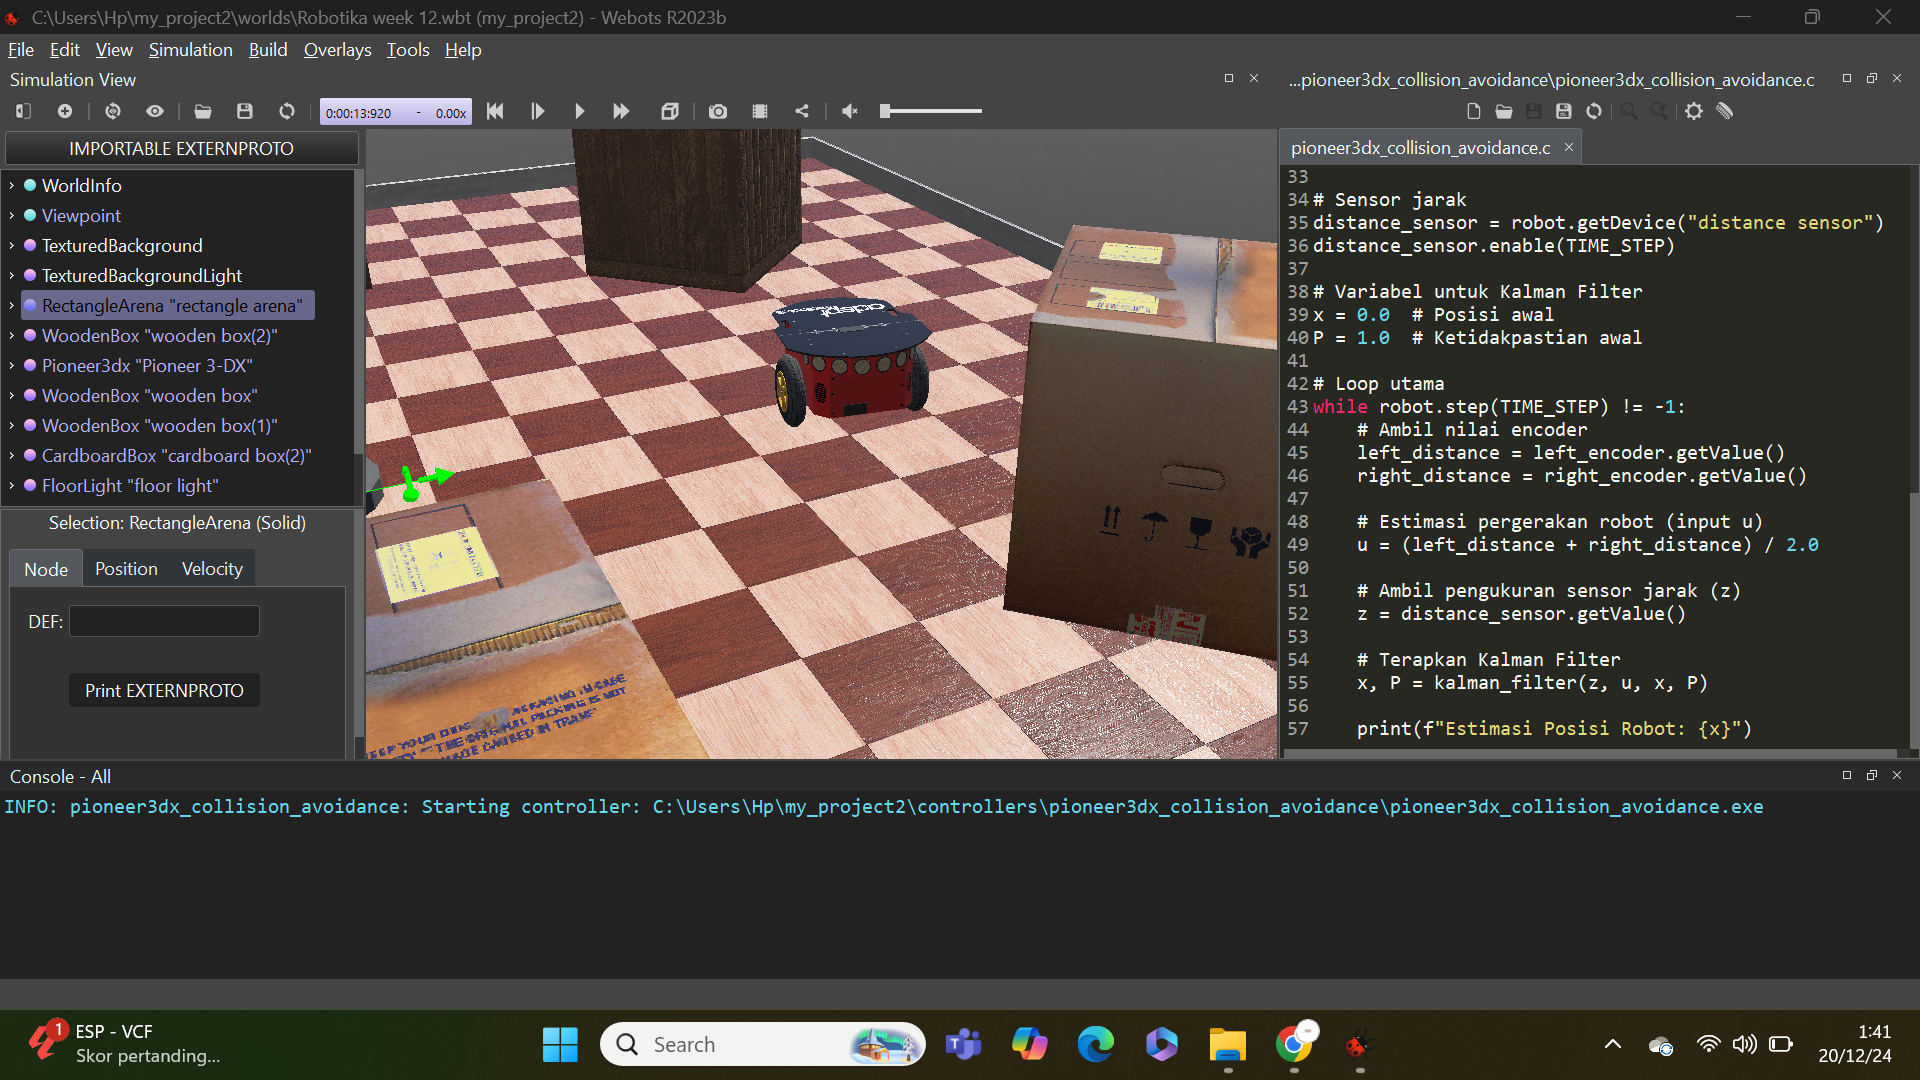 C:\Users\Hp\my_project2\worlds\Robotika week 12.wbt (my_project2) - Webots R2023b
File Edit View Simulation Build Overlays Tools Help
Simulation View
...pioneer3dx_collision_avoidance\pioneer3dx_collision_avoidance.c
0:00:13:920 - 0.00x
IMPORTABLE EXTERNPROTO
WorldInfo
Viewpoint
TexturedBackground
TexturedBackgroundLight
RectangleArena "rectangle arena"
WoodenBox "wooden box(2)"
Pioneer3dx "Pioneer 3-DX"
WoodenBox "wooden box"
WoodenBox "wooden box(1)"
CardboardBox "cardboard box(2)"
FloorLight "floor light"
Selection: RectangleArena (Solid)
Node Position Velocity
DEF:
Print EXTERNPROTO
pioneer3dx_collision_avoidance.c
33
34 # Sensor jarak
35 distance_sensor = robot.getDevice("distance sensor")
36 distance_sensor.enable(TIME_STEP)
37
38 # Variabel untuk Kalman Filter
39 x = 0.0  # Posisi awal
40 P = 1.0  # Ketidakpastian awal
41
42 # Loop utama
43 while robot.step(TIME_STEP) != -1:
44     # Ambil nilai encoder
45     left_distance = left_encoder.getValue()
46     right_distance = right_encoder.getValue()
47
48     # Estimasi pergerakan robot (input u)
49     u = (left_distance + right_distance) / 2.0
50
51     # Ambil pengukuran sensor jarak (z)
52     z = distance_sensor.getValue()
53
54     # Terapkan Kalman Filter
55     x, P = kalman_filter(z, u, x, P)
56
57     print(f"Estimasi Posisi Robot: {x}")
Console - All
INFO: pioneer3dx_collision_avoidance: Starting controller: C:\Users\Hp\my_project2\controllers\pioneer3dx_collision_avoidance\pioneer3dx_collision_avoidance.exe
1
ESP - VCF
Skor pertanding...
Search
1:41
20/12/24